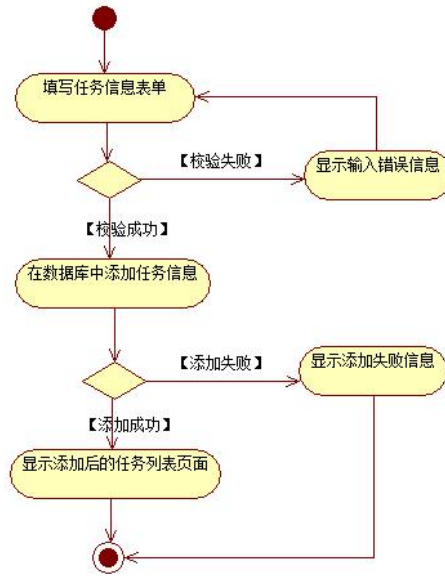 填写任务信息表单
【校验失败】
显示输入错误信息
【校验成功】
在数据库中添加任务信息
【添加失败】
显示添加失败信息
【添加成功】
显示添加后的任务列表页面